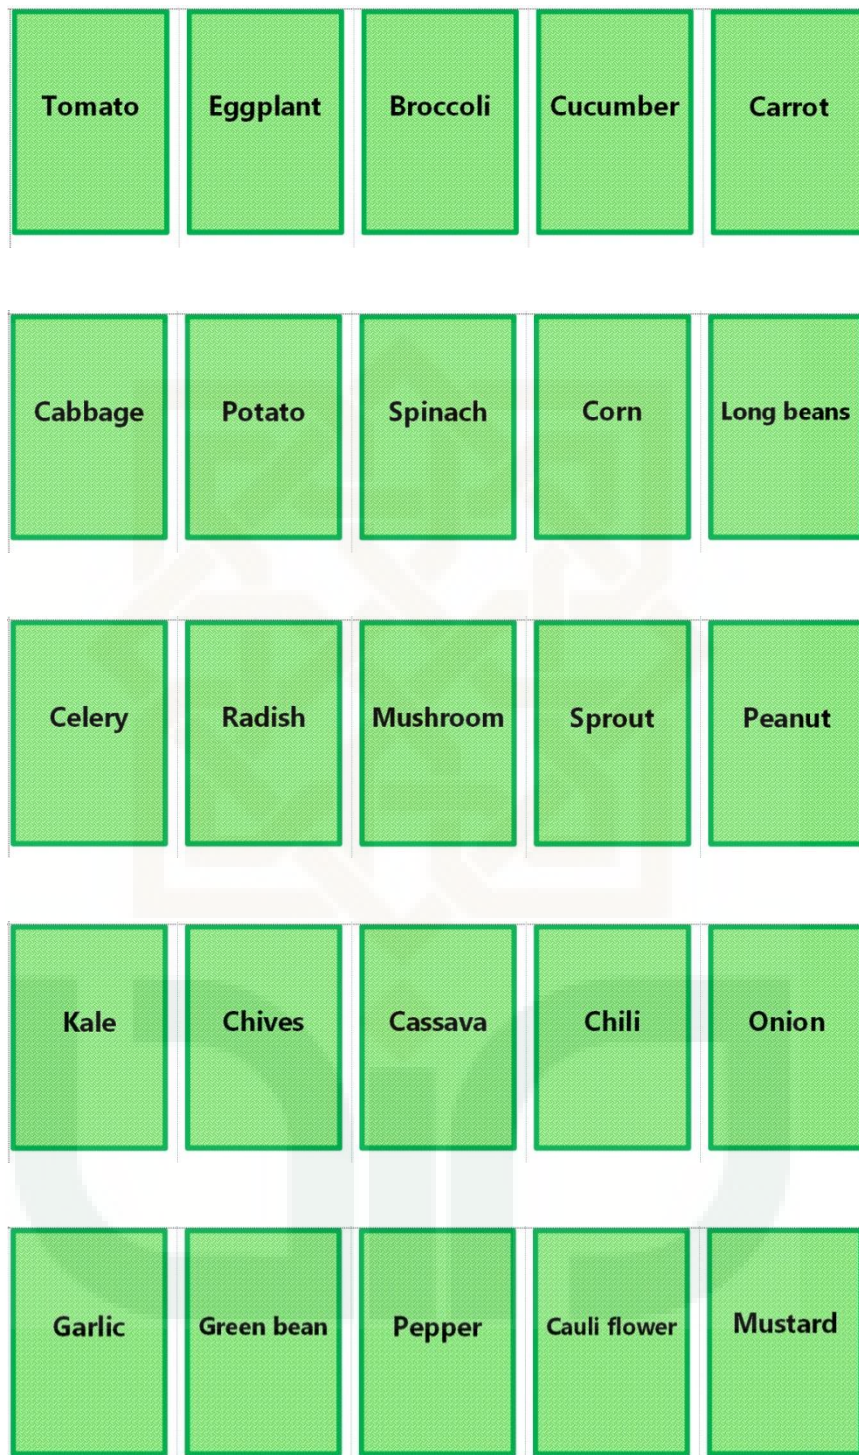 Tomato Eggplant Broccoli Cucumber Carrot
Cabbage Potato Spinach Corn Long beans
Celery Radish Mushroom Sprout Peanut
Kale Chives Cassava Chili Onion
Garlic Green bean Pepper Cauli flower Mustard